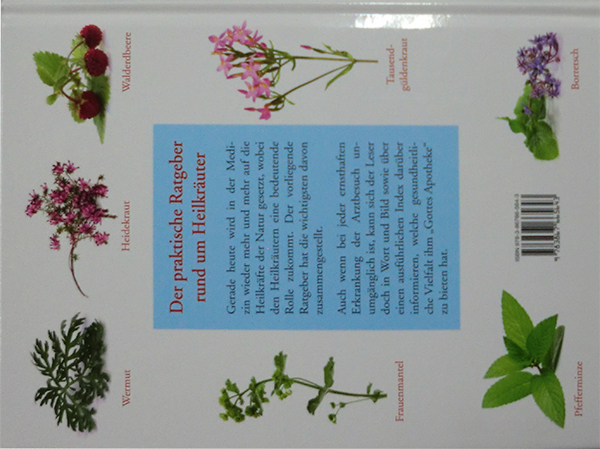 Wermut
Heidekraut
Walderdbeere
Der praktische Ratgeber
rund um Heilkräuter
Gerade heute wird in der Medi-
zin wieder mehr und mehr auf die
Heilkräfte der Natur gesetzt, wobei
den Heilkräutern eine bedeutende
Rolle zukommt. Der vorliegende
Ratgeber hat die wichtigsten davon
zusammengestellt.
Auch wenn bei jeder ernsthaften
Erkrankung der Arztbesuch un-
umgänglich ist, kann sich der Leser
doch in Wort und Bild sowie über
einen ausführlichen Index darüber
informieren, welche gesundheitli-
che Vielfalt ihm „Gottes Apotheke“
zu bieten hat.
Frauenmantel
Tausend-
güldenkraut
ISBN
Pfefferminze
Borretsch